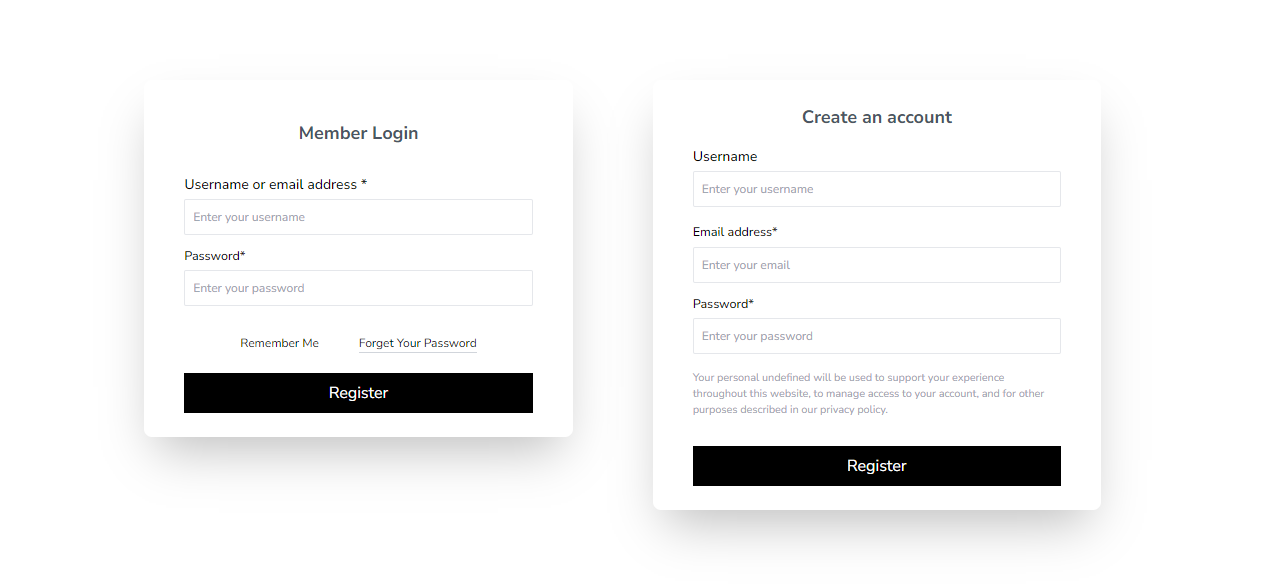 Member Login
Username or email address *
Enter your username
Password*
Enter your password
Remember Me
Forget Your Password
Register
Create an account
Username
Enter your username
Email address*
Enter your email
Password*
Enter your password
Your personal undefined will be used to support your experience
throughout this website, to manage access to your account, and for other
purposes described in our privacy policy.
Register